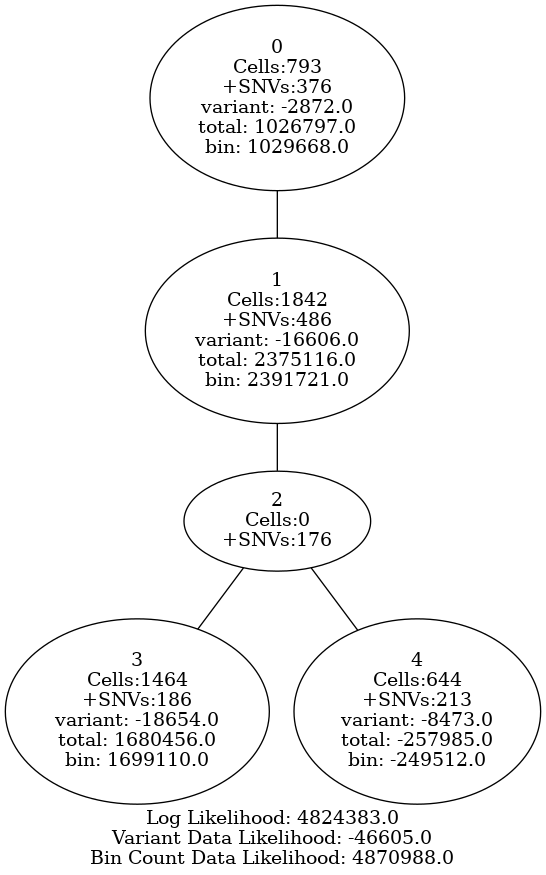 0
Cells:793
+SNVs:376
variant: -2872.0
total: 1026797.0
bin: 1029668.0
1
Cells:1842
+SNVs:486
variant: -16606.0
total: 2375116.0
bin: 2391721.0
2
Cells:0
+SNVs:176
3
Cells:1464
+SNVs:186
variant: -18654.0
total: 1680456.0
bin: 1699110.0
4
Cells:644
+SNVs:213
variant: -8473.0
total: -257985.0
bin: -249512.0
Log Likelihood: 4824383.0
Variant Data Likelihood: -46605.0
Bin Count Data Likelihood: 4870988.0